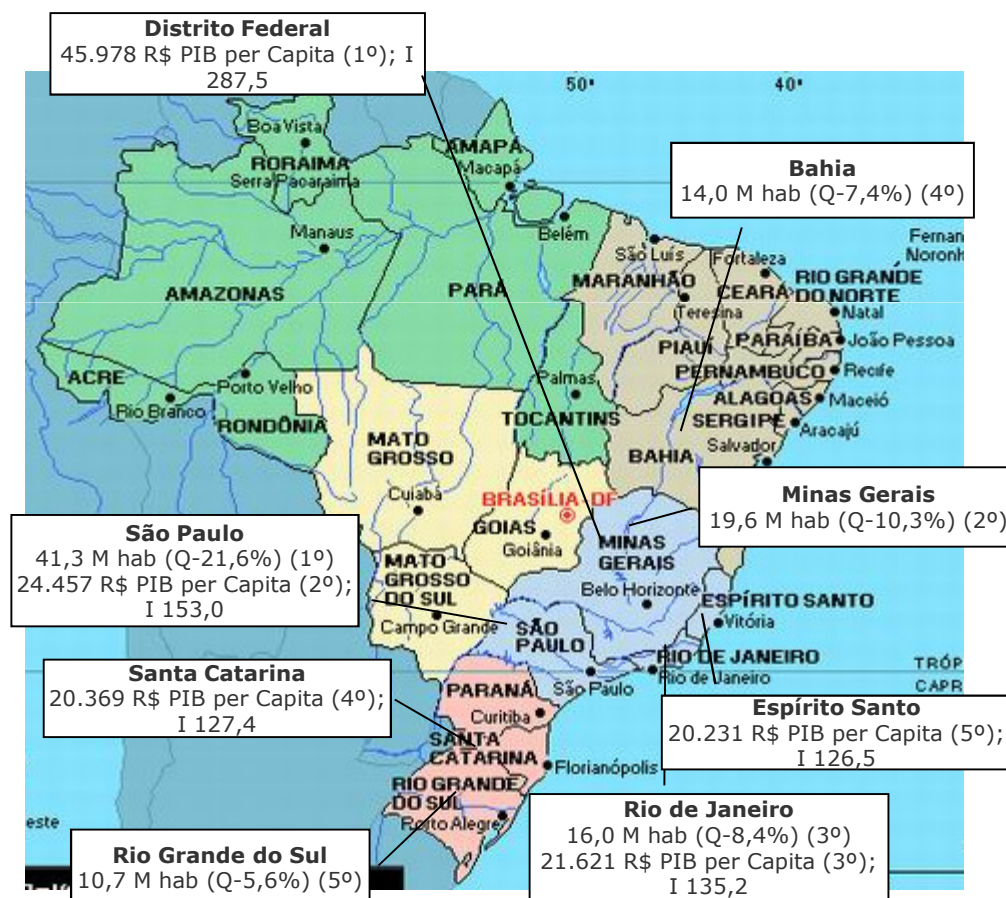 Distrito Federal
45.978 R$ PIB per Capita (1º); I
287,5
50°
40°
Boa Vista
RORAIMA
Serra Pacaraima
AMAPÁ
Macapá
Bahia
14,0 M hab (Q-7,4%) (4º)
Manaus
Belém
São Luís
Fortaleza
Fernan
Noronh
AMAZONAS
PARÁ
MARANHÃO
Teresina
CEARÁ
RIO GRANDE
DO NORTE
Natal
PIAUÍ
PARAÍBA
João Pessoa
ACRE
Porto Velho
Palmas
PERNAMBUCO
Recife
Rio Branco
RONDÔNIA
TOCANTINS
ALAGOAS
Maceió
SERGIPE
Aracajú
MATO
GROSSO
BAHIA
Salvador
Cuiabá
BRASÍLIA-DF
Minas Gerais
19,6 M hab (Q-10,3%) (2º)
São Paulo
41,3 M hab (Q-21,6%) (1º)
24.457 R$ PIB per Capita (2º);
I 153,0
GOIAS
Goiânia
MINAS
GERAIS
MATO
GROSSO
DO SUL
Belo Horizonte
ESPÍRITO SANTO
Campo Grande
Vitória
SÃO
PAULO
RIO DE JANEIRO
Rio de Janeiro
São Paulo
TRÓP
CAPR
Santa Catarina
20.369 R$ PIB per Capita (4º);
I 127,4
PARANÁ
Curitiba
Espírito Santo
20.231 R$ PIB per Capita (5º);
I 126,5
SANTA
CATARINA
Florianópolis
RIO GRANDE
DO SUL
Porto Alegre
este
Rio de Janeiro
16,0 M hab (Q-8,4%) (3º)
21.621 R$ PIB per Capita (3º);
I 135,2
Rio Grande do Sul
10,7 M hab (Q-5,6%) (5º)